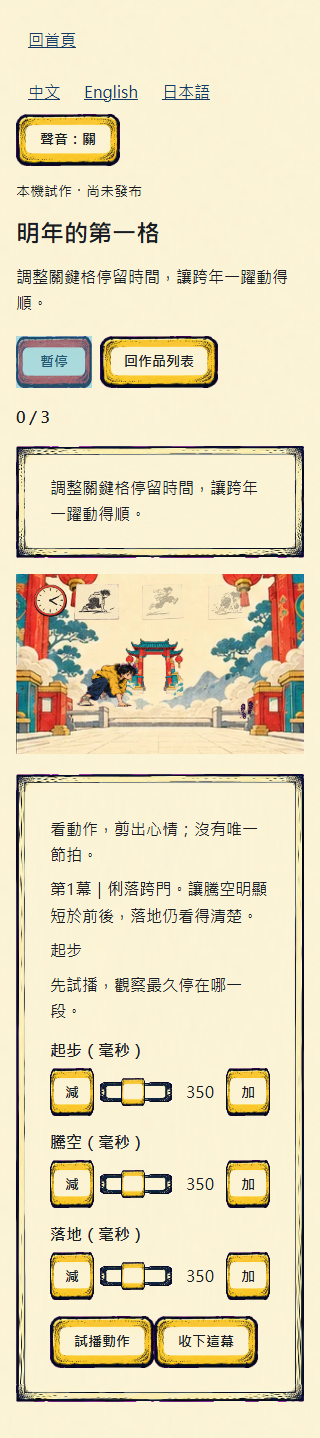 回首頁
中文 English 日本語
聲音：關
本機試作・尚未發布
明年的第一格
調整關鍵格停留時間，讓跨年一躍動得
順。
暫停 回作品列表
0 / 3
調整關鍵格停留時間，讓跨年
一躍動得順。
看動作，剪出心情；沒有唯一
節拍。
第1幕｜俐落跨門。讓騰空明顯
短於前後，落地仍看得清楚。
起步
先試播，觀察最久停在哪一
段。
起步（毫秒）
減 350 加
騰空（毫秒）
減 350 加
落地（毫秒）
減 350 加
試播動作 收下這幕